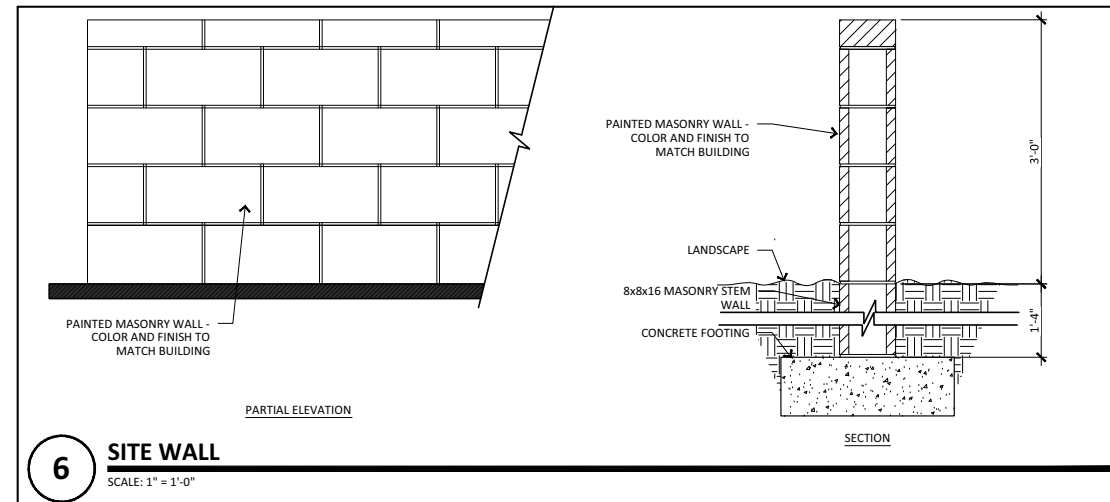 PAINTED MASONRY WALL -
COLOR AND FINISH TO
MATCH BUILDING
PARTIAL ELEVATION
PAINTED MASONRY WALL -
COLOR AND FINISH TO
MATCH BUILDING
LANDSCAPE
8x8x16 MASONRY STEM
WALL
CONCRETE FOOTING
3'-0"
1'-4"
SECTION
6
SITE WALL
SCALE: 1" = 1'-0"